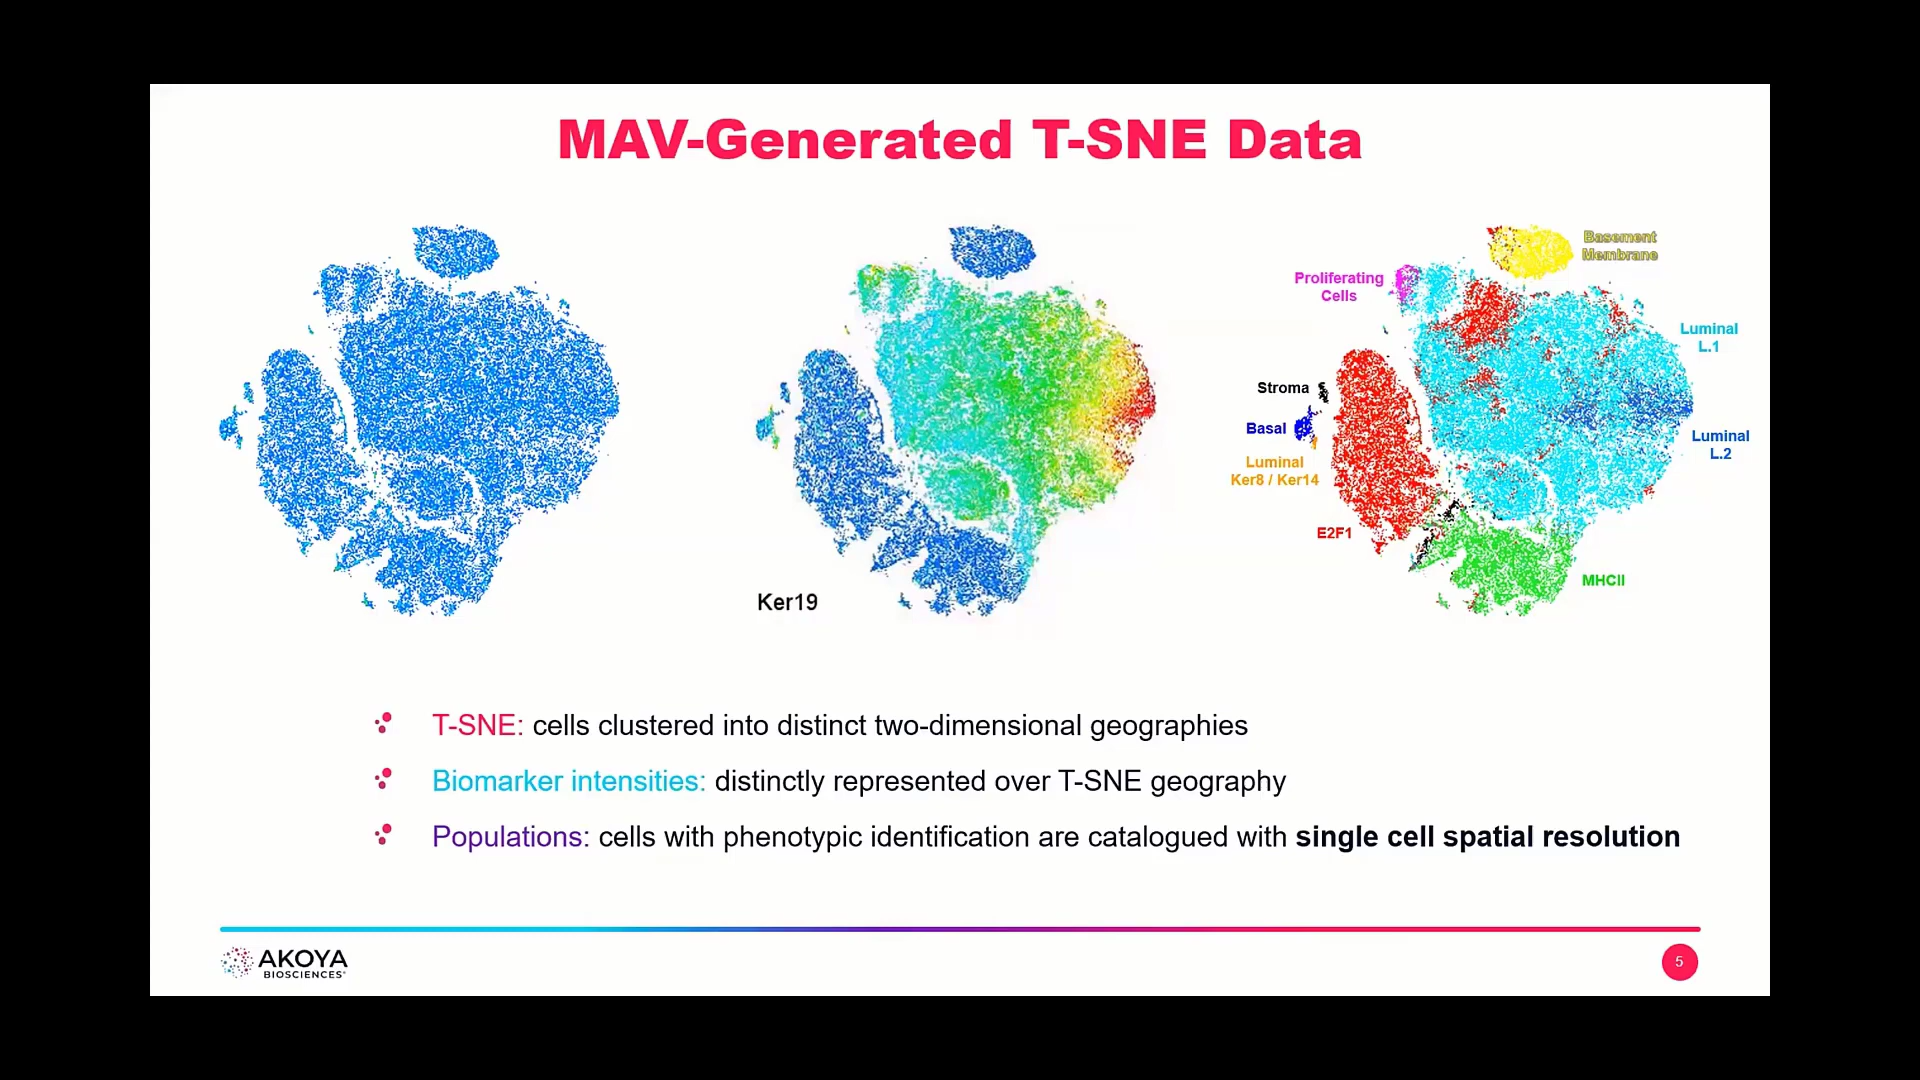 MAV-Generated T-SNE Data
Basement
Membrane
Proliferating
Cells
Luminal
L.1
Stroma
Basal
Luminal
L.2
Luminal
Ker8 / Ker14
E2F1
MHCII
Ker19
T-SNE: cells clustered into distinct two-dimensional geographies
Biomarker intensities: distinctly represented over T-SNE geography
Populations: cells with phenotypic identification are catalogued with single cell spatial resolution
AKOYA
BIOSCIENCES®
5